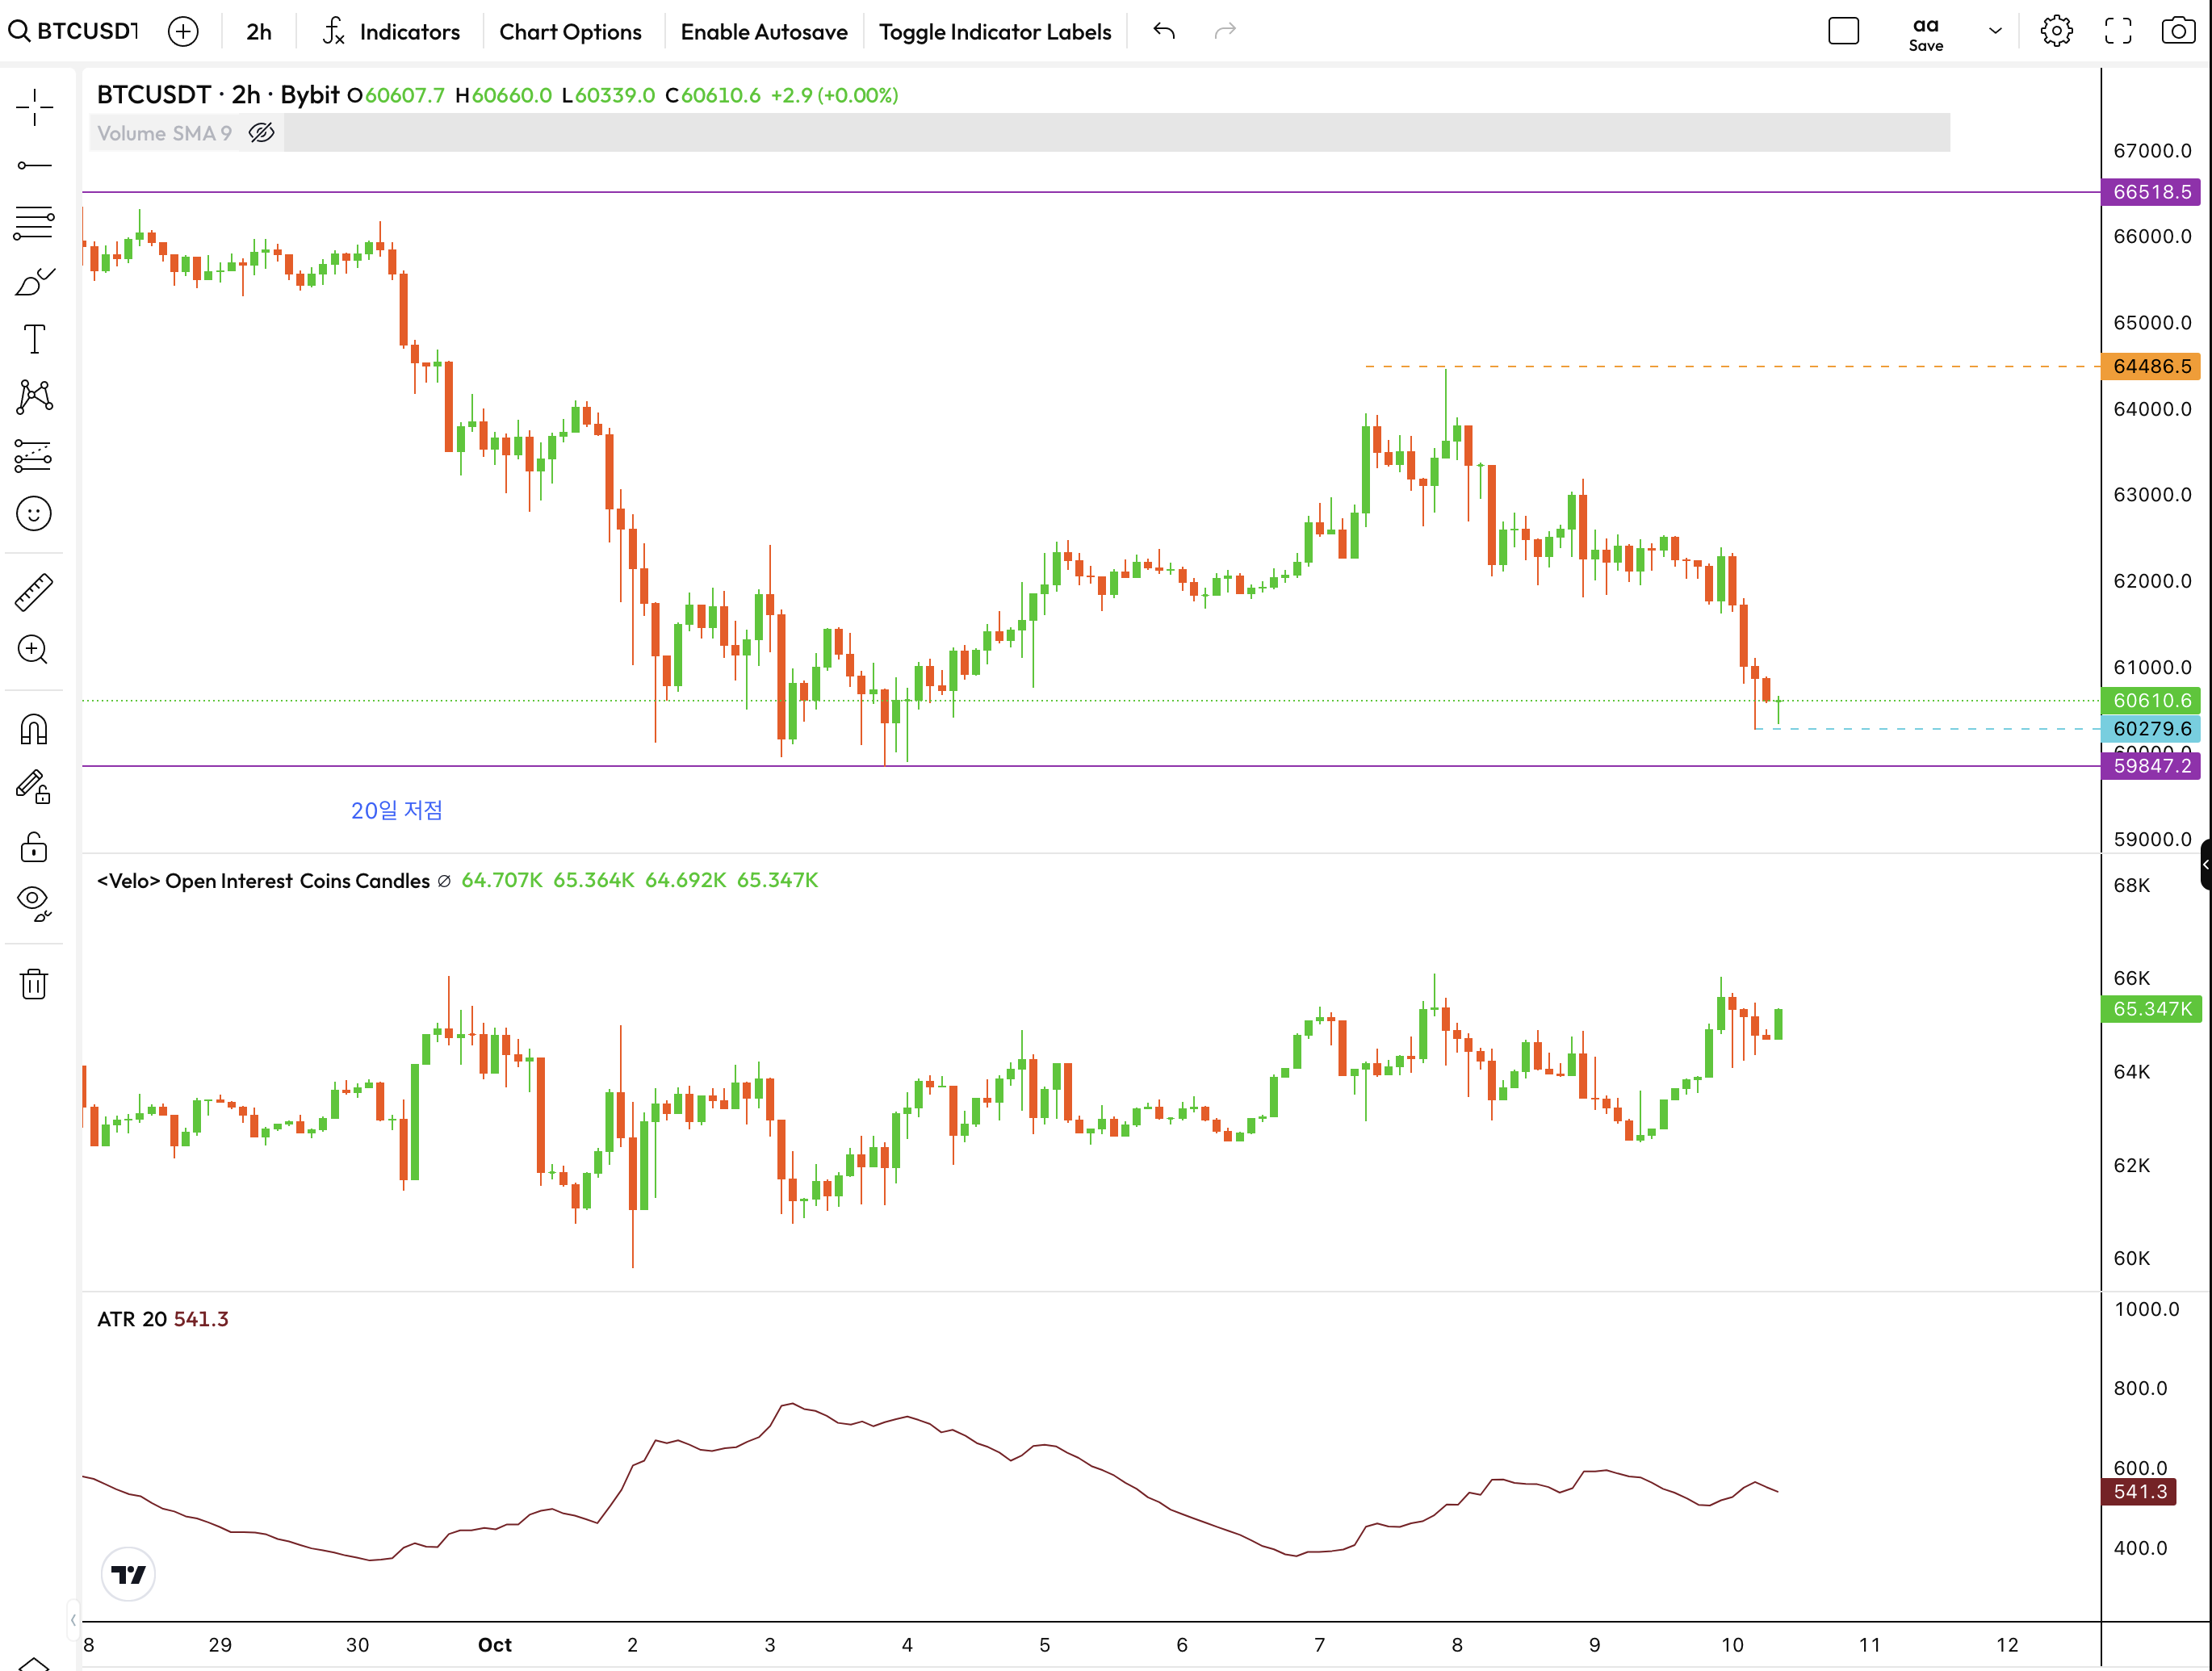 BTCUSDT 2h Indicators Chart Options Enable Autosave Toggle Indicator Labels aa
Save
BTCUSDT · 2h · Bybit O60607.7 H60660.0 L60339.0 C60610.6 +2.9 (+0.00%)
Volume SMA 9
67000.0
66518.5
66000.0
65000.0
64486.5
64000.0
63000.0
62000.0
61000.0
60610.6
60279.6
60000.0
59847.2
20일 저점
59000.0
<Velo> Open Interest Coins Candles ∅ 64.707K 65.364K 64.692K 65.347K
68K
66K
65.347K
64K
62K
60K
ATR 20 541.3
1000.0
800.0
600.0
541.3
400.0
8 29 30 Oct 2 3 4 5 6 7 8 9 10 11 12